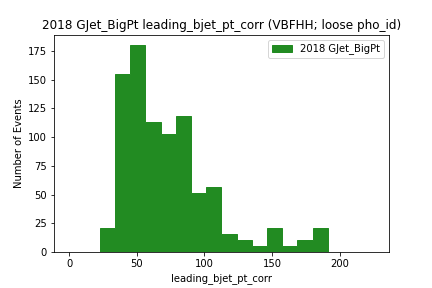 2018 GJet_BigPt leading_bjet_pt_corr (VBFHH; loose pho_id)
2018 GJet_BigPt
175
150
125
100
75
50
25
0
Number of Events
0 50 100 150 200
leading_bjet_pt_corr